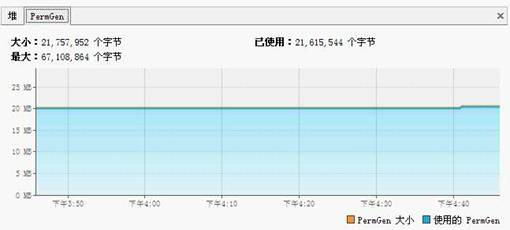 堆 PermGen
大小：21,757,952 个字节 已使用：21,615,544 个字节
最大：67,108,864 个字节
25 MB
20 MB
15 MB
10 MB
5 MB
0 MB
下午3:50 下午4:00 下午4:10 下午4:20 下午4:30 下午4:40
PermGen 大小 使用的 PermGen